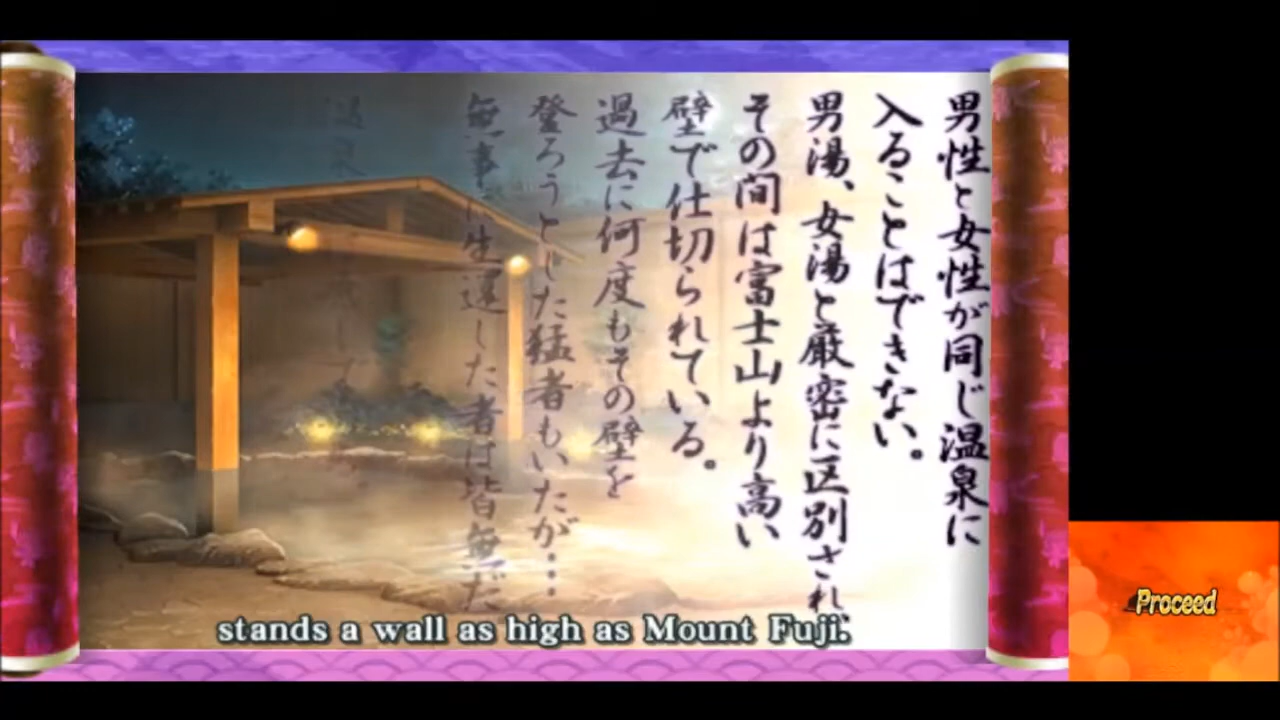 男性と女性が同じ温泉に
入ることはできない。
男湯、女湯と厳密に区別され、
その間は富士山より高い
壁で仕切られている。
過去に何度もその壁を
登ろうとした猛者もいたが…
無事に生還した者は皆無だ
stands a wall as high as Mount Fuji.
Proceed